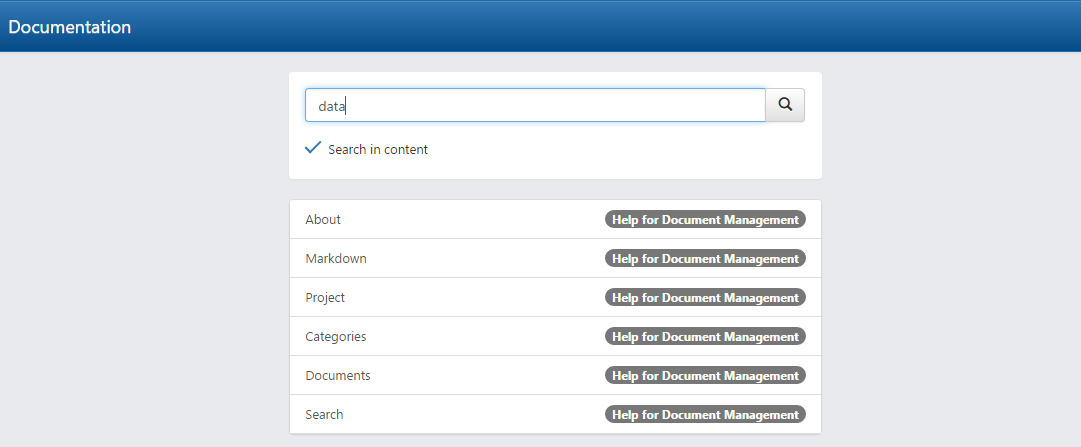 Documentation
data
Search in content
About Help for Document Management
Markdown Help for Document Management
Project Help for Document Management
Categories Help for Document Management
Documents Help for Document Management
Search Help for Document Management